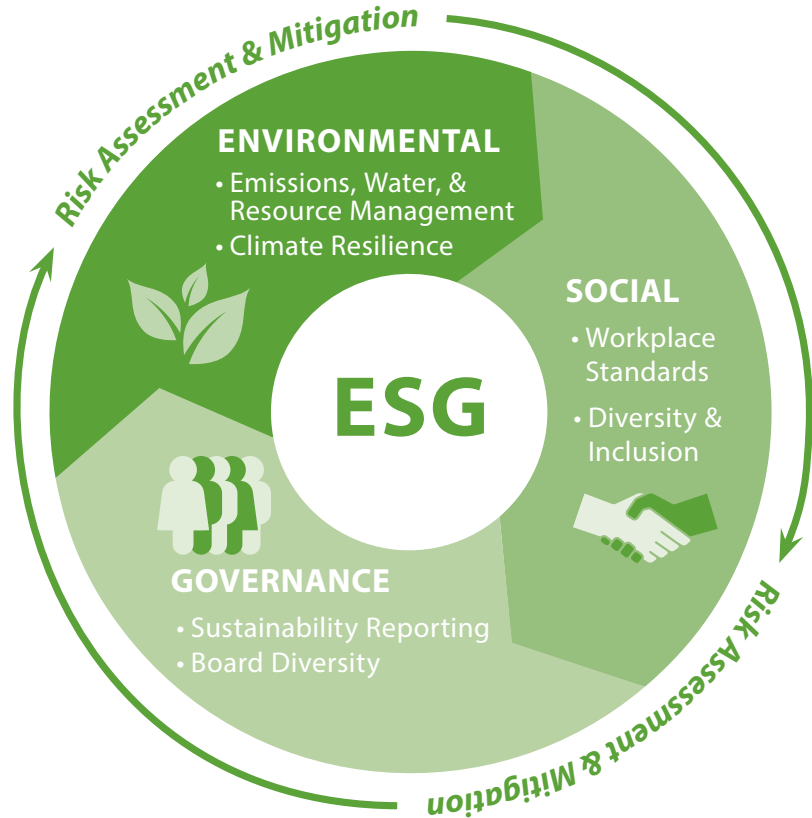 Risk Assessment & Mitigation
ENVIRONMENTAL
• Emissions, Water, &
Resource Management
• Climate Resilience
SOCIAL
• Workplace
Standards
• Diversity &
Inclusion
ESG
GOVERNANCE
• Sustainability Reporting
• Board Diversity
Risk Assessment & Mitigation